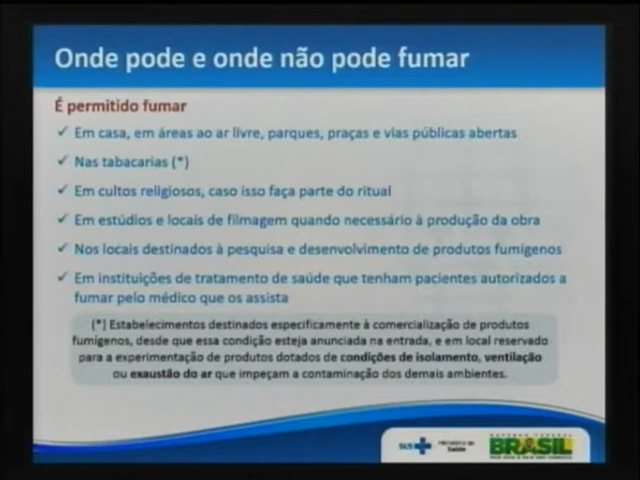 Onde pode e onde não pode fumar
É permitido fumar
✓ Em casa, em áreas ao ar livre, parques, praças e vias públicas abertas
✓ Nas tabacarias (*)
✓ Em cultos religiosos, caso isso faça parte do ritual
✓ Em estúdios e locais de filmagem quando necessário à produção da obra
✓ Nos locais destinados à pesquisa e desenvolvimento de produtos fumígenos
✓ Em instituições de tratamento de saúde que tenham pacientes autorizados a
fumar pelo médico que os assista
(*) Estabelecimentos destinados especificamente à comercialização de produtos
fumígenos, desde que essa condição esteja anunciada na entrada, e em local reservado
para a experimentação de produtos dotados de condições de isolamento, ventilação
ou exaustão do ar que impeçam a contaminação dos demais ambientes.
SUS
Saúde
BRASIL